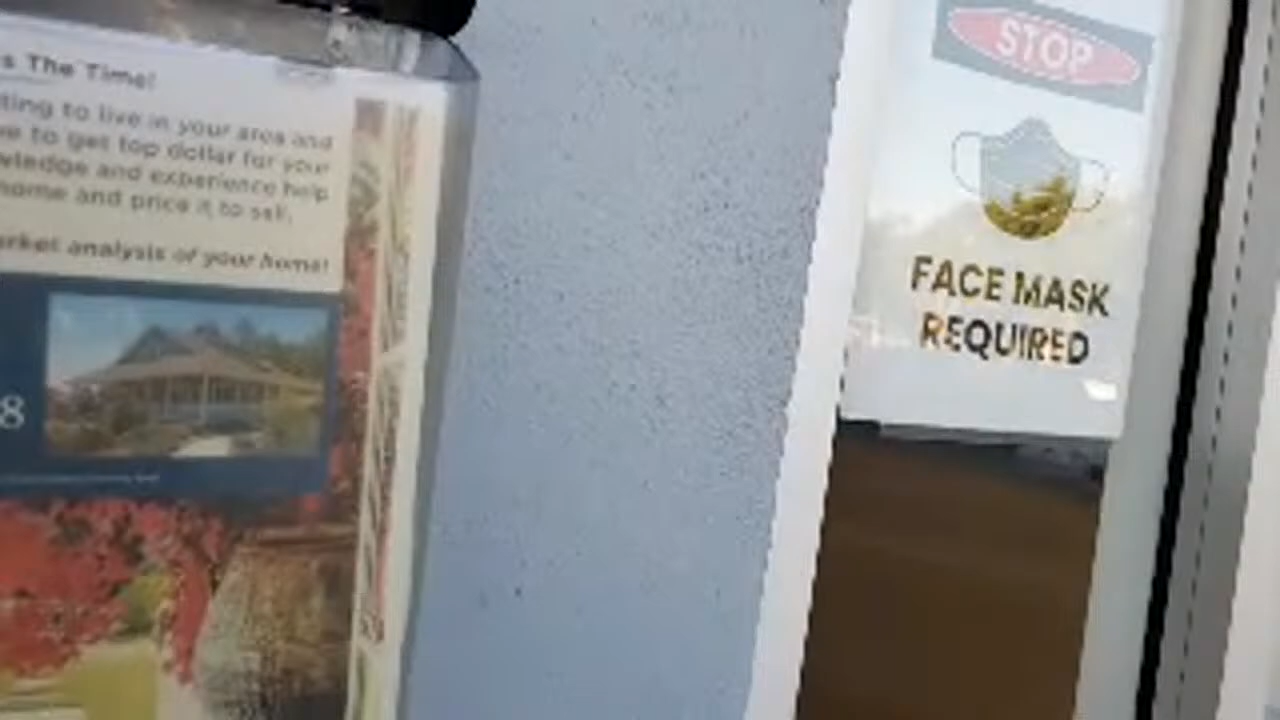 s The Time!
ting to live in your area and
e to get top dollar for your
wledge and experience help
home and price it to sell.
arket analysis of your home!
8
STOP
FACE MASK
REQUIRED